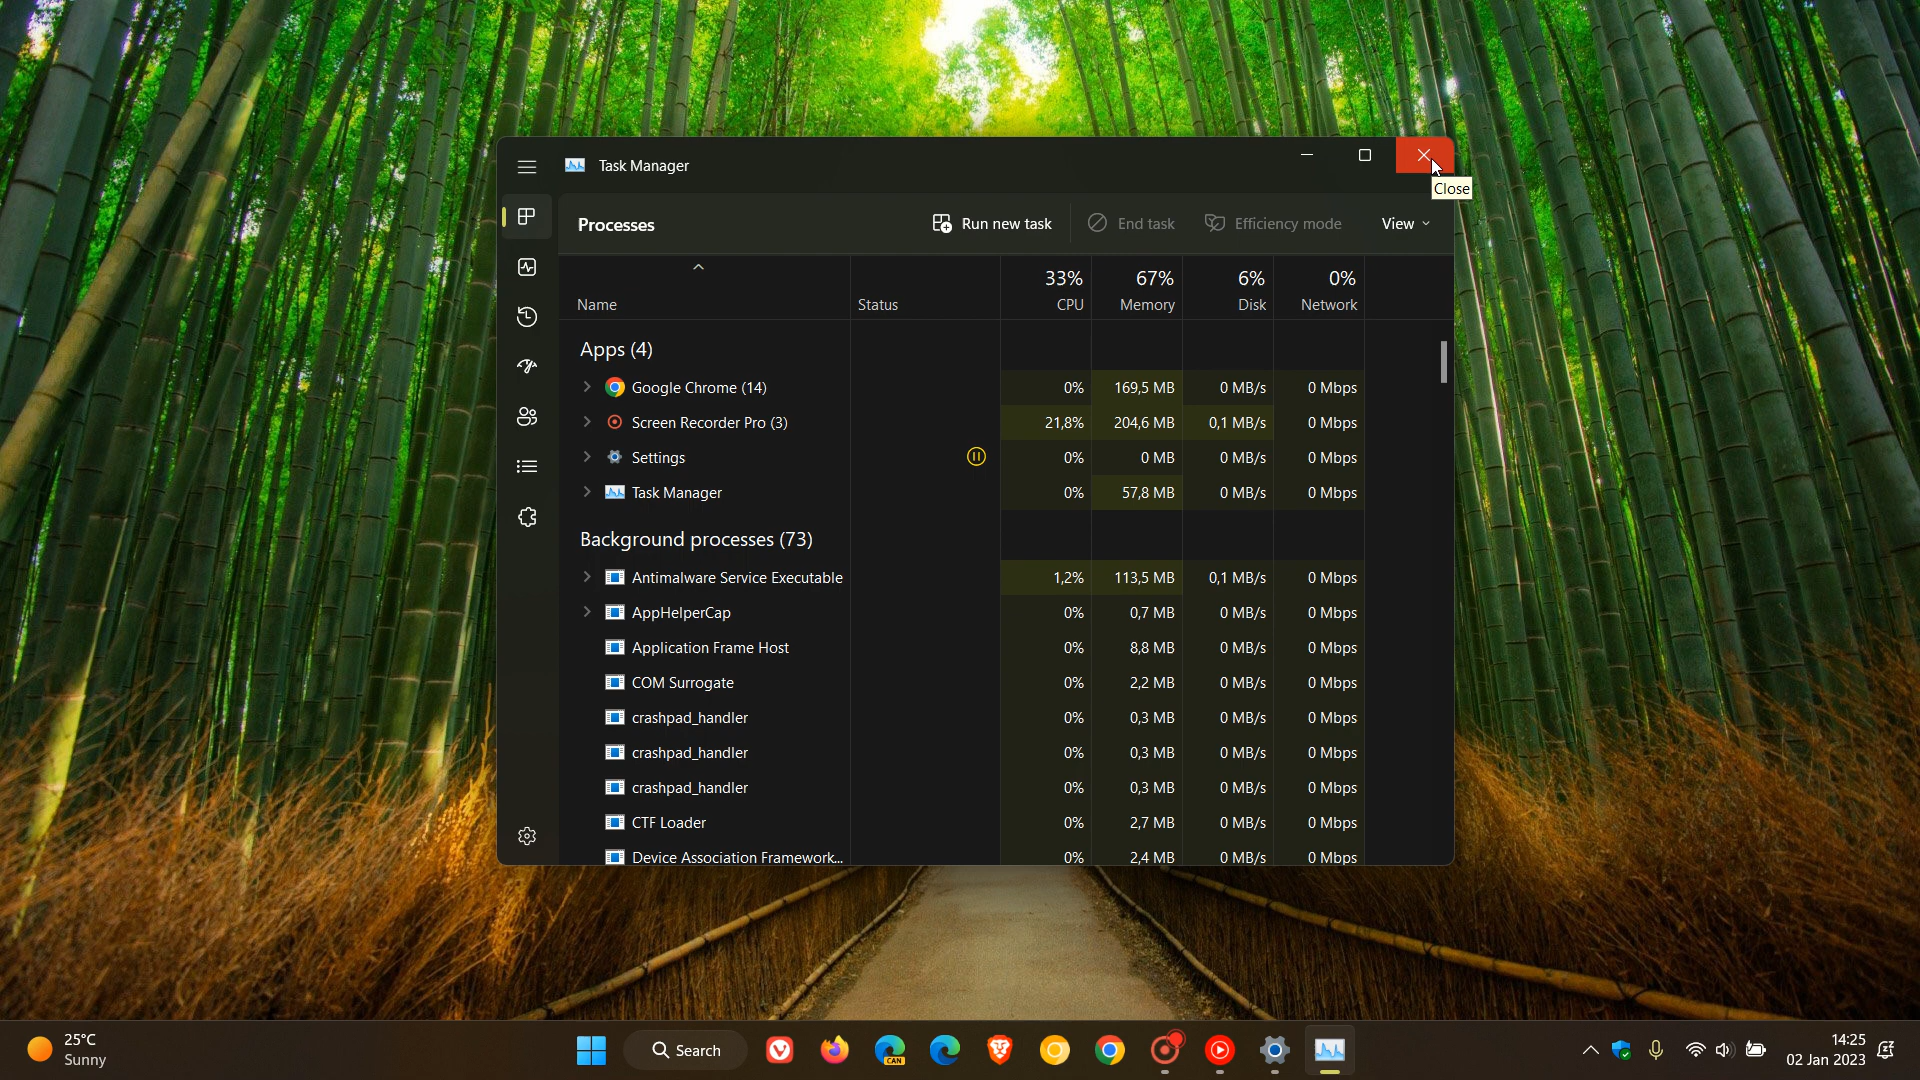 Task Manager
Close
Processes
Run new task
End task
Efficiency mode
View
33% 67% 6% 0%
Name Status CPU Memory Disk Network
Apps (4)
Google Chrome (14) 0% 169,5 MB 0 MB/s 0 Mbps
Screen Recorder Pro (3) 21,8% 204,6 MB 0,1 MB/s 0 Mbps
Settings 0% 0 MB 0 MB/s 0 Mbps
Task Manager 0% 57,8 MB 0 MB/s 0 Mbps
Background processes (73)
Antimalware Service Executable 1,2% 113,5 MB 0,1 MB/s 0 Mbps
AppHelperCap 0% 0,7 MB 0 MB/s 0 Mbps
Application Frame Host 0% 8,8 MB 0 MB/s 0 Mbps
COM Surrogate 0% 2,2 MB 0 MB/s 0 Mbps
crashpad_handler 0% 0,3 MB 0 MB/s 0 Mbps
crashpad_handler 0% 0,3 MB 0 MB/s 0 Mbps
crashpad_handler 0% 0,3 MB 0 MB/s 0 Mbps
CTF Loader 0% 2,7 MB 0 MB/s 0 Mbps
Device Association Framework... 0% 2,4 MB 0 MB/s 0 Mbps
25°C
Sunny
Search
CAN
14:25
02 Jan 2023